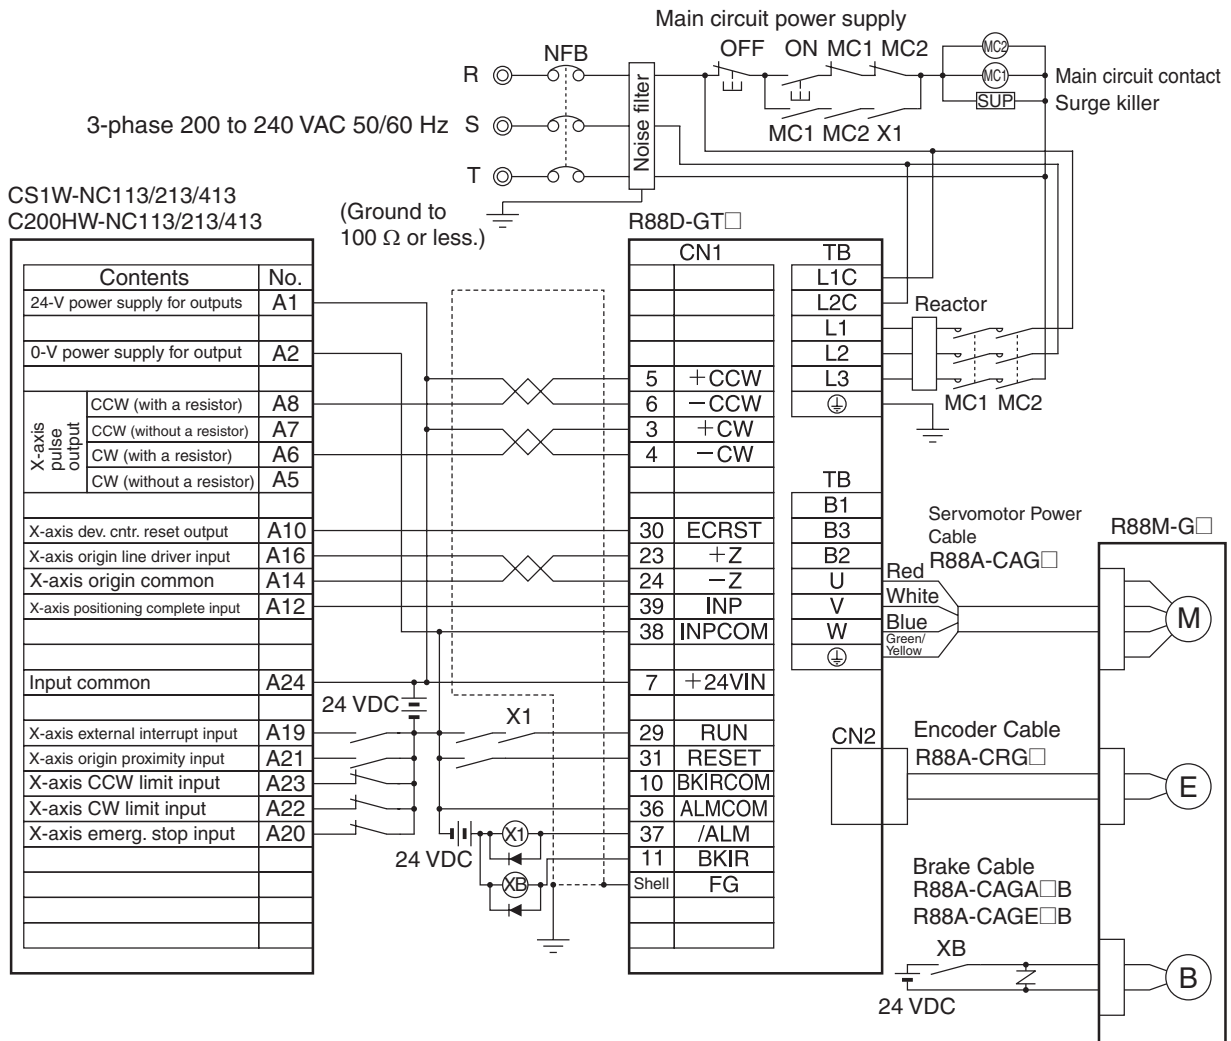 Main circuit power supply
OFF ON MC1 MC2
MC2
NFB
R
MC1
Main circuit contact
SUP
Surge killer
Noise filter
3-phase 200 to 240 VAC 50/60 Hz
S
MC1 MC2 X1
T
CS1W-NC113/213/413
C200HW-NC113/213/413
(Ground to
100 Ω or less.)
R88D-GT□
Contents No.
24-V power supply for outputs A1
0-V power supply for output A2
X-axis pulse output
CCW (with a resistor) A8
CCW (without a resistor) A7
CW (with a resistor) A6
CW (without a resistor) A5
X-axis dev. cntr. reset output A10
X-axis origin line driver input A16
X-axis origin common A14
X-axis positioning complete input A12
Input common A24
X-axis external interrupt input A19
X-axis origin proximity input A21
X-axis CCW limit input A23
X-axis CW limit input A22
X-axis emerg. stop input A20
24 VDC
X1
24 VDC
X1
XB
CN1
5 +CCW
6 −CCW
3 +CW
4 −CW
30 ECRST
23 +Z
24 −Z
39 INP
38 INPCOM
7 +24VIN
29 RUN
31 RESET
10 BKIRCOM
36 ALMCOM
37 /ALM
11 BKIR
Shell FG
TB
L1C
L2C
L1
L2
L3
Reactor
MC1 MC2
TB
B1
B3
B2
U
V
W
Red
White
Blue
Green/
Yellow
Servomotor Power
Cable
R88A-CAG□
R88M-G□
M
CN2
Encoder Cable
R88A-CRG□
E
Brake Cable
R88A-CAGA□B
R88A-CAGE□B
XB
24 VDC
B